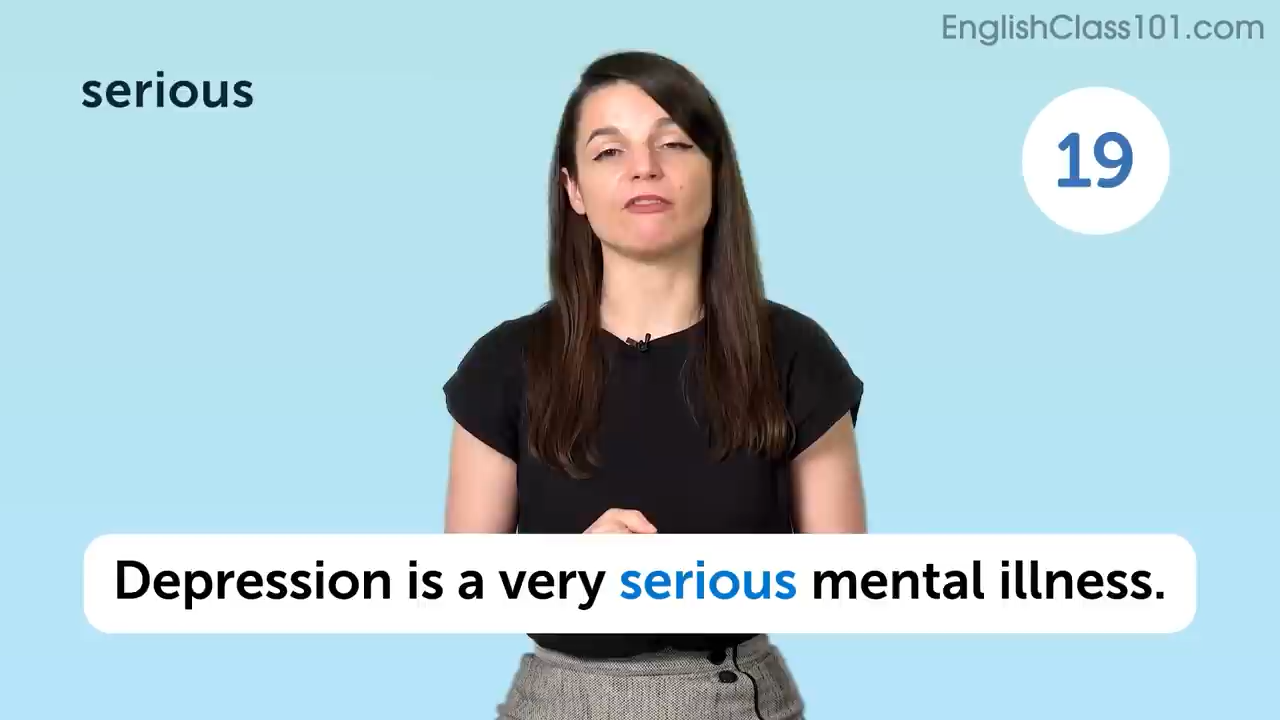 EnglishClass101.com
serious
19
Depression is a very serious mental illness.